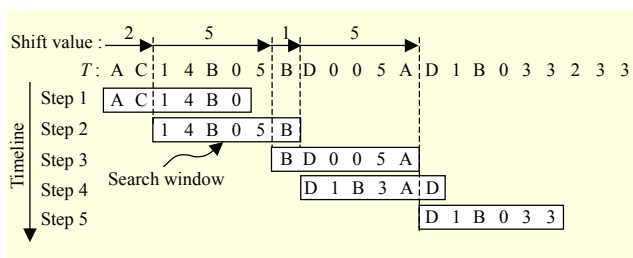 2 5 1 5
Shift value :
T : A C 1 4 B 0 5 B D 0 0 5 A D 1 B 0 3 3 2 3 3
Step 1 A C 1 4 B 0
Step 2 1 4 B 0 5 B
Step 3 B D 0 0 5 A
Search window
Step 4 D 1 B 3 A D
Step 5 D 1 B 0 3 3
Timeline